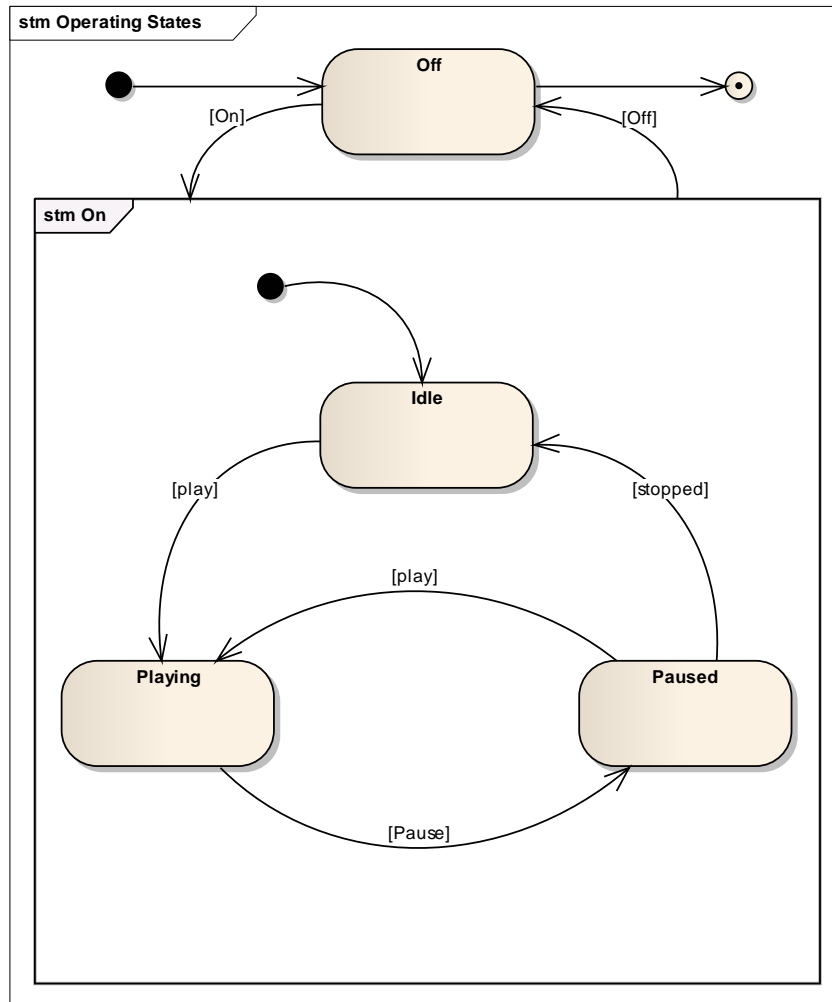 stm Operating States
Off
[On]
[Off]
stm On
Idle
[play]
[stopped]
[play]
Playing
Paused
[Pause]